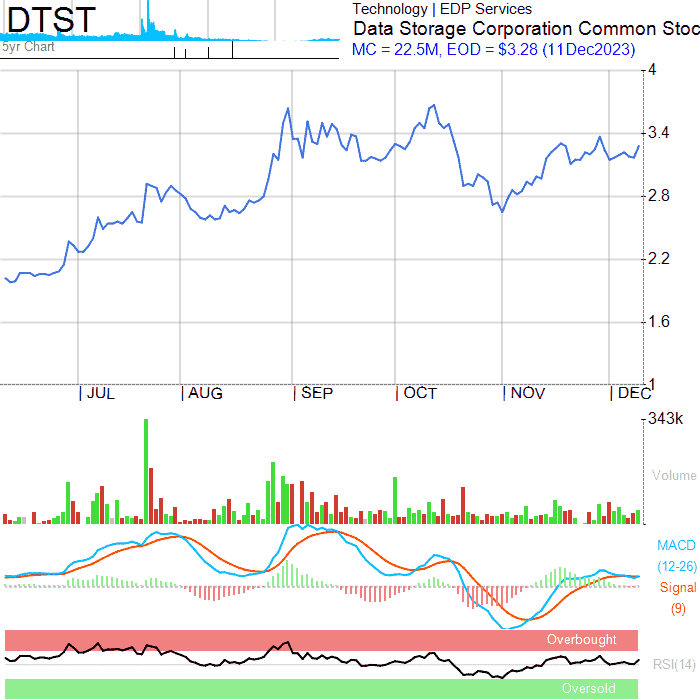 DTST
5yr Chart
Technology | EDP Services
Data Storage Corporation Common Stoc
MC = 22.5M, EOD = $3.28 (11Dec2023)
4
3.4
2.8
2.2
1.6
1
JUL AUG SEP OCT NOV DEC
343k
Volume
MACD
(12-26)
Signal
(9)
Overbought
RSI(14)
Oversold